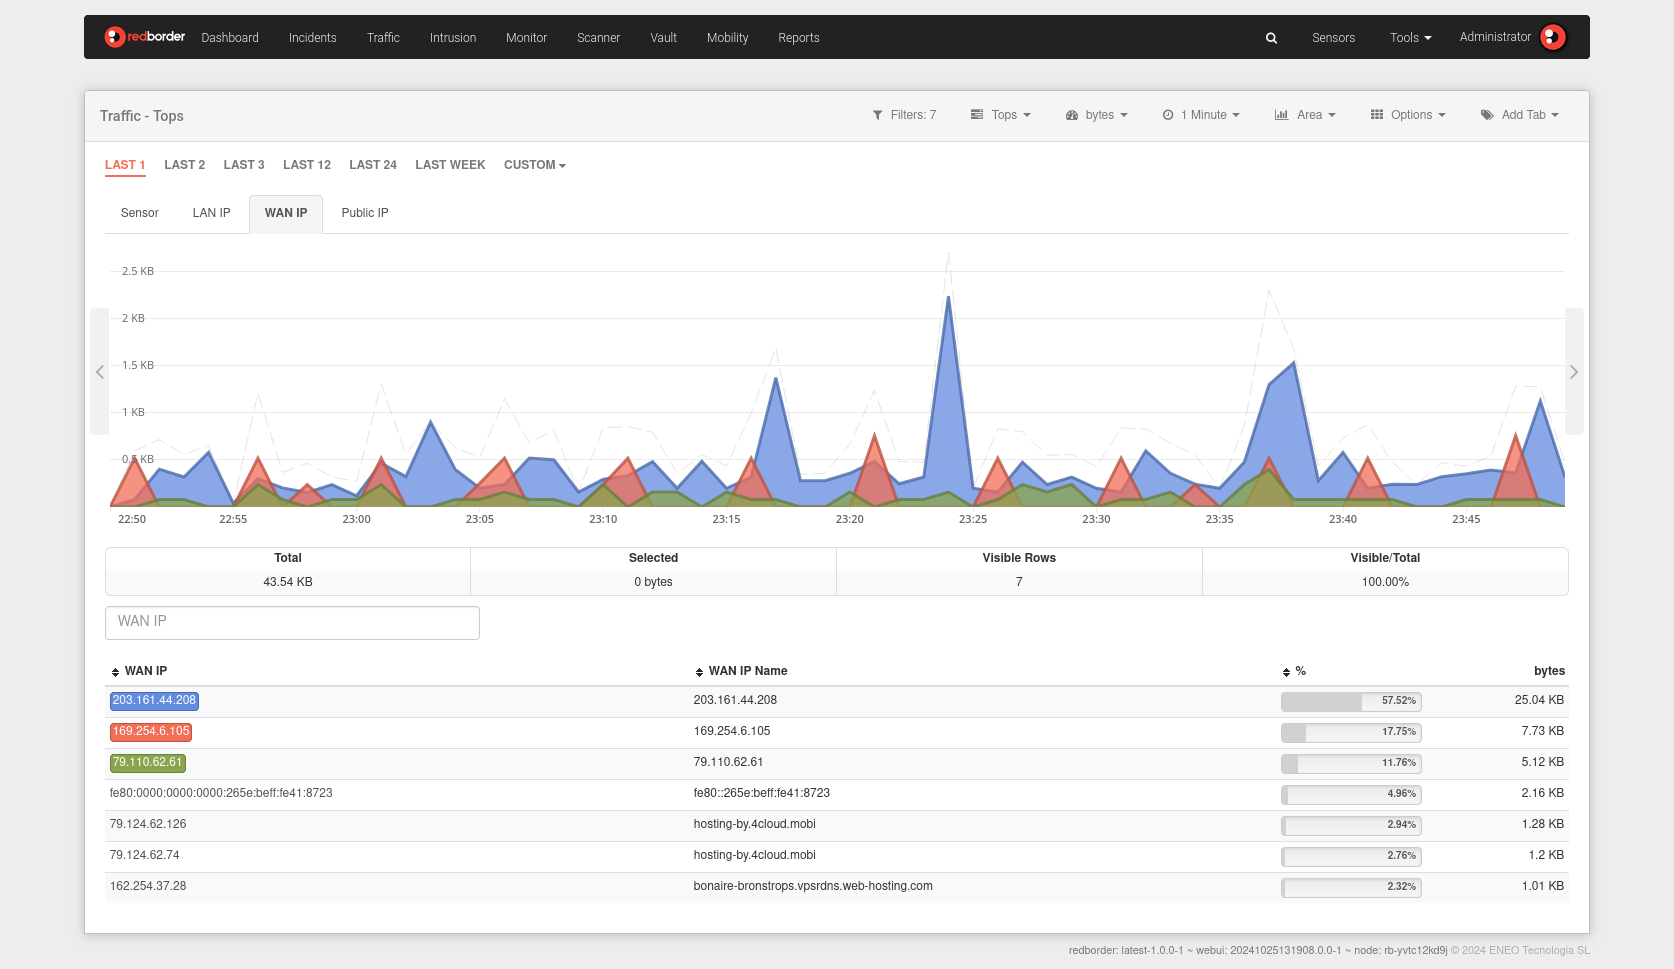 redborder Dashboard Incidents Traffic Intrusion Monitor Scanner Vault Mobility Reports Sensors Tools Administrator
Traffic - Tops Filters: 7 Tops bytes 1 Minute Area Options Add Tab
LAST 1 LAST 2 LAST 3 LAST 12 LAST 24 LAST WEEK CUSTOM
Sensor LAN IP WAN IP Public IP
2.5 KB
2 KB
1.5 KB
1 KB
0.5 KB
22:50 22:55 23:00 23:05 23:10 23:15 23:20 23:25 23:30 23:35 23:40 23:45
Total Selected Visible Rows Visible/Total
43.54 KB 0 bytes 7 100.00%
WAN IP
WAN IP WAN IP Name % bytes
203.161.44.208 203.161.44.208 57.52% 25.04 KB
169.254.6.105 169.254.6.105 17.75% 7.73 KB
79.110.62.61 79.110.62.61 11.76% 5.12 KB
fe80:0000:0000:0000:265e:beff:fe41:8723 fe80::265e:beff:fe41:8723 4.96% 2.16 KB
79.124.62.126 hosting-by.4cloud.mobi 2.94% 1.28 KB
79.124.62.74 hosting-by.4cloud.mobi 2.76% 1.2 KB
162.254.37.28 bonaire-bronstrops.vpsrdns.web-hosting.com 2.32% 1.01 KB
redborder: latest-1.0.0-1 ~ webui: 20241025131908.0.0-1 ~ node: rb-yvtc12kd9j © 2024 ENEO Tecnologia SL